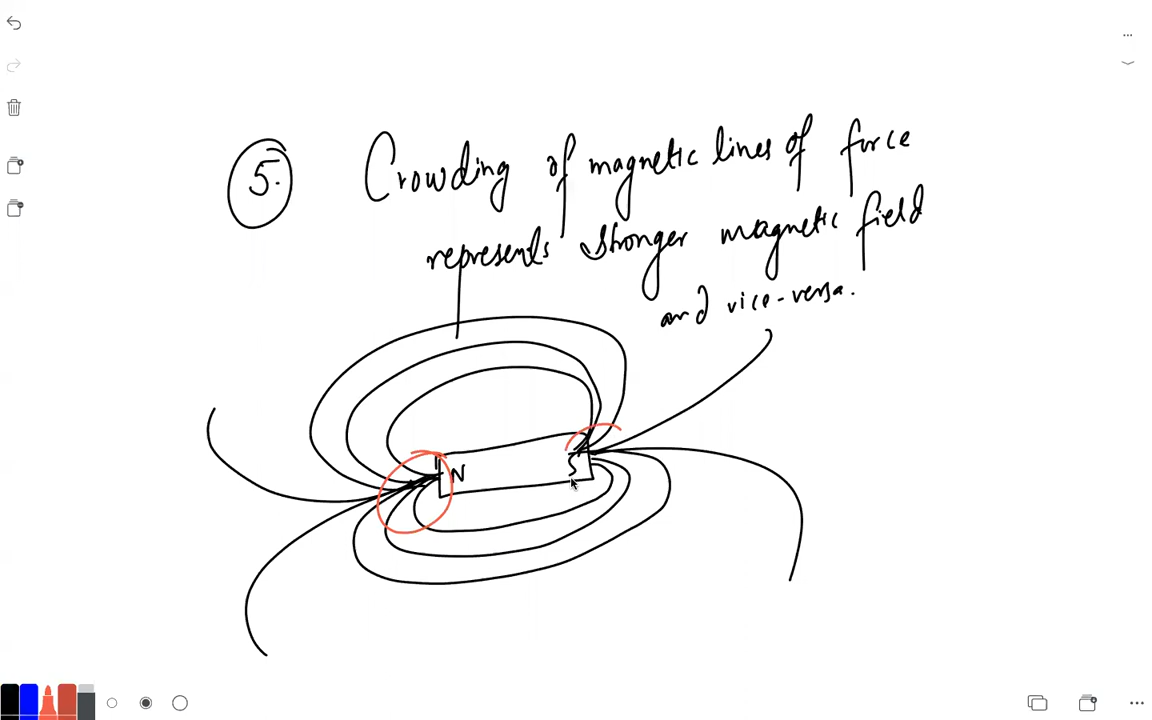 5.
Crowding of magnetic lines of force
represents stronger magnetic field
and vice-versa.
N
S